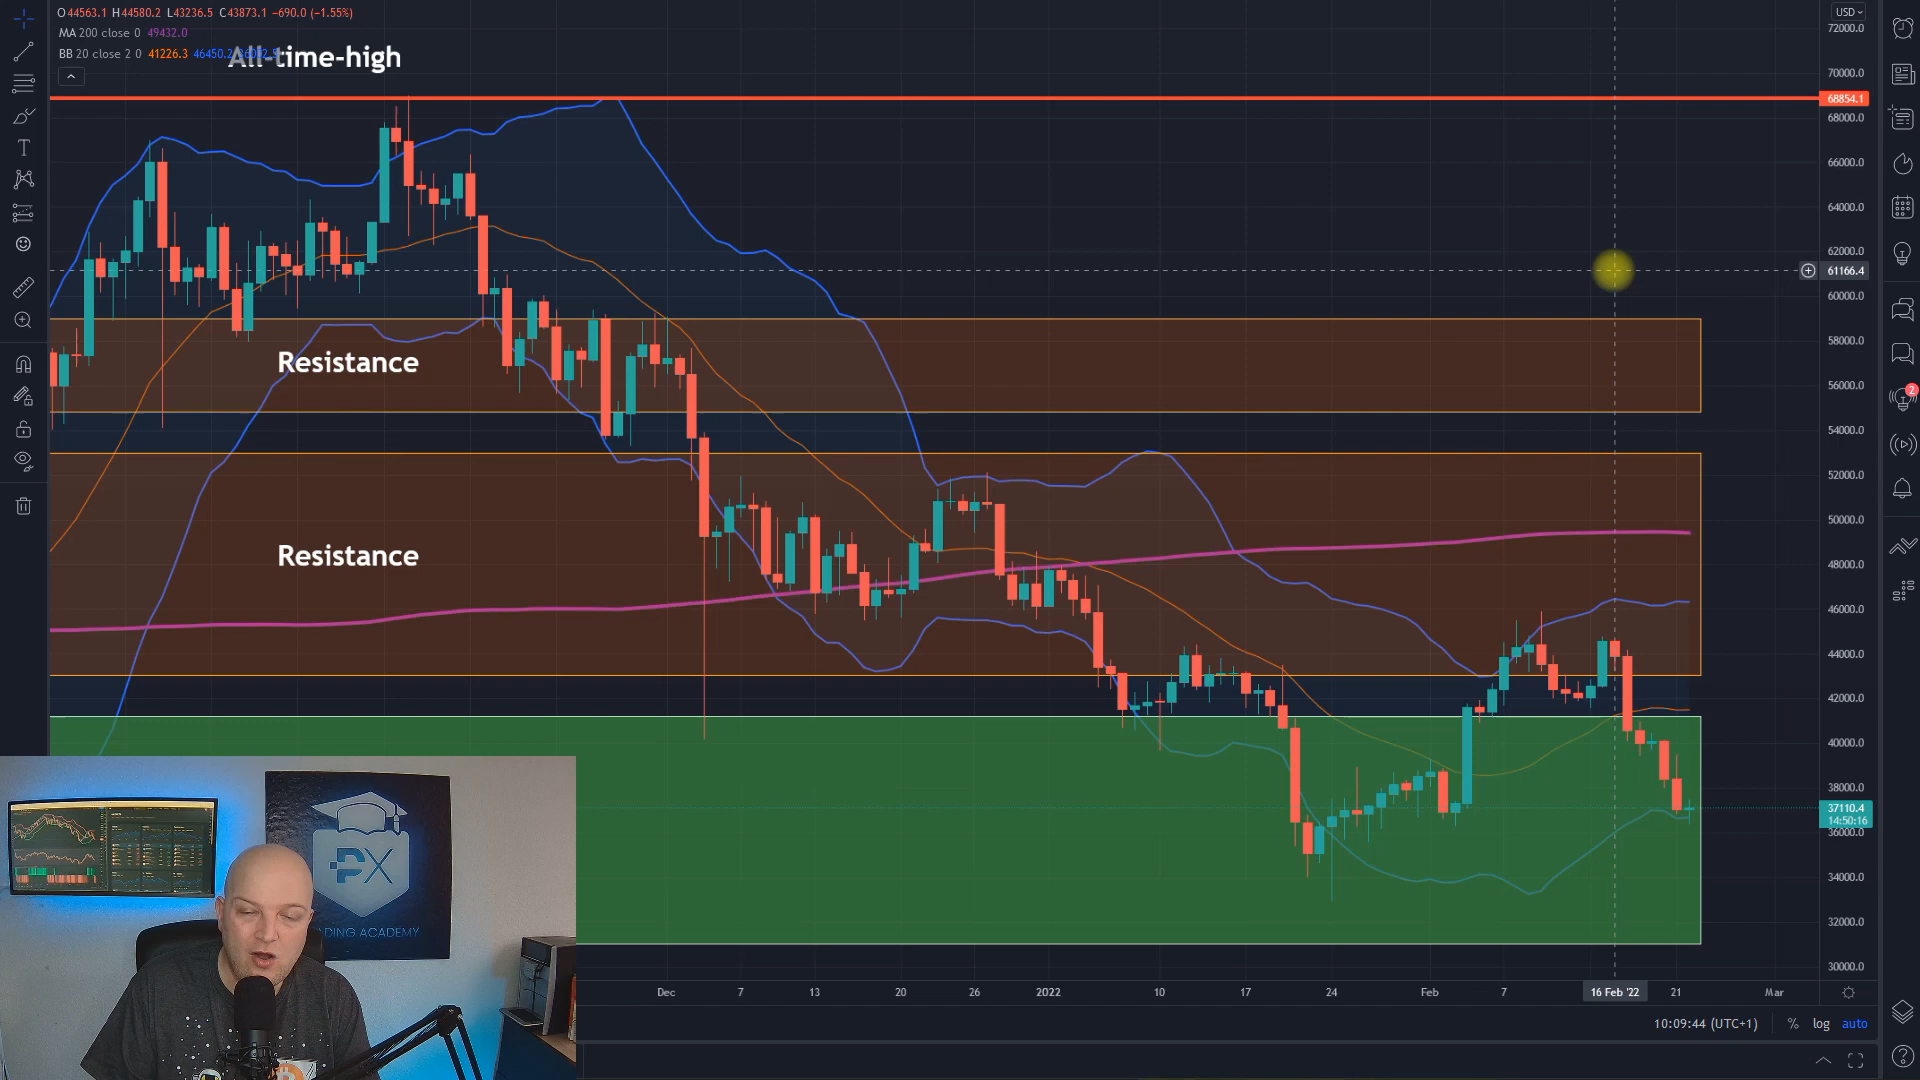 O44563.1 H44580.2 L43236.5 C43873.1 −690.0 (−1.55%)
MA 200 close 0 49432.0
BB 20 close 2 0 41226.3 46450.2
All-time-high
USD
72000.0
70000.0
68854.1
68000.0
66000.0
64000.0
62000.0
61166.4
60000.0
58000.0
56000.0
54000.0
52000.0
50000.0
48000.0
46000.0
44000.0
42000.0
40000.0
38000.0
37110.4
14:50:16
36000.0
34000.0
32000.0
30000.0
Resistance
Resistance
2
PX
ADING ACADEMY
Dec 7 13 20 26 2022 10 17 24 Feb 7 16 Feb '22 21 Mar
10:09:44 (UTC+1) % log auto